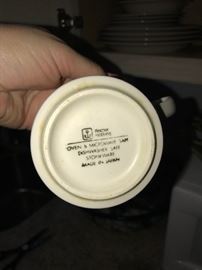 OVEN & MICROWAVE SAFE
DISHWASHER SAFE
STONEWARE
MADE IN JAPAN